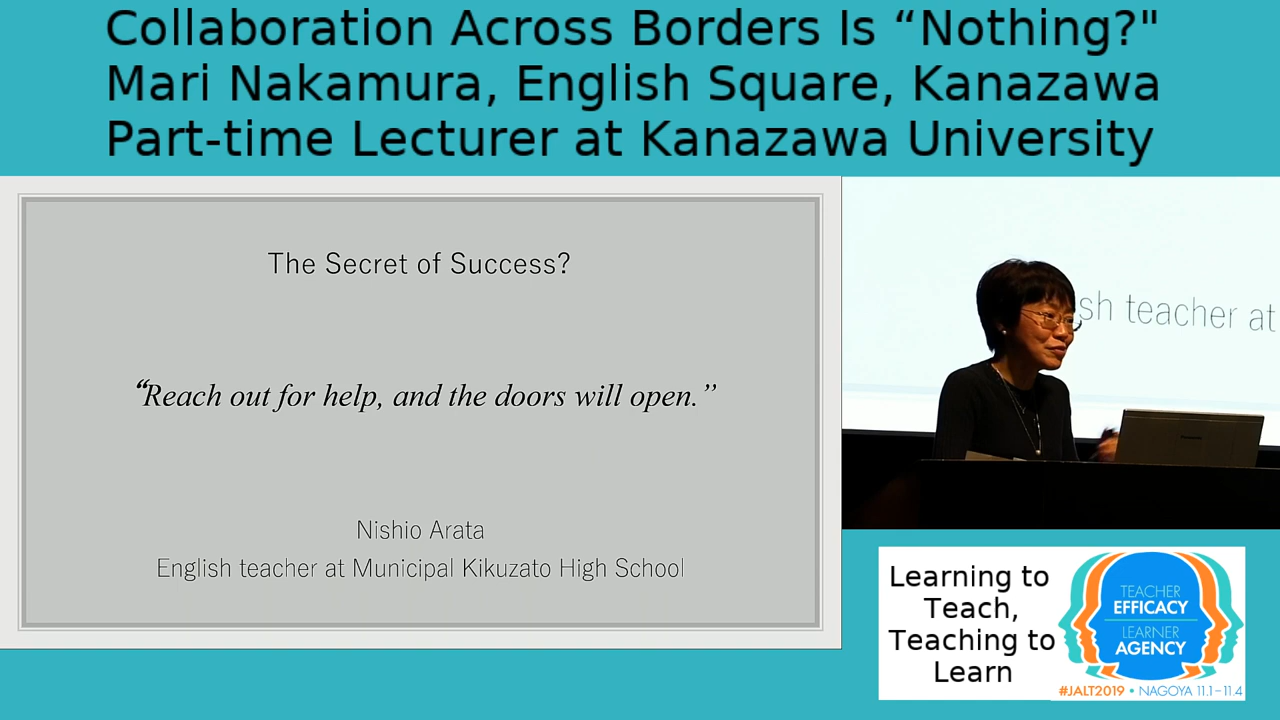 Collaboration Across Borders Is “Nothing?"
Mari Nakamura, English Square, Kanazawa
Part-time Lecturer at Kanazawa University
The Secret of Success?
“Reach out for help, and the doors will open.”
Nishio Arata
English teacher at Municipal Kikuzato High School
sh teacher at
Learning to
Teach,
Teaching to
Learn
TEACHER
EFFICACY
LEARNER
AGENCY
#JALT2019 • NAGOYA 11.1–11.4